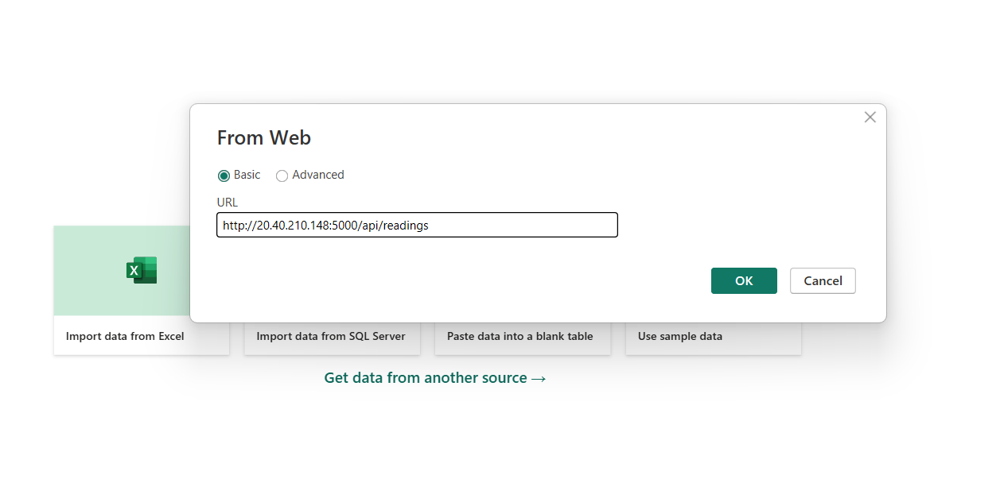 From Web
Basic Advanced
URL
http://20.40.210.148:5000/api/readings
OK Cancel
X
Import data from Excel Import data from SQL Server Paste data into a blank table Use sample data
Get data from another source →